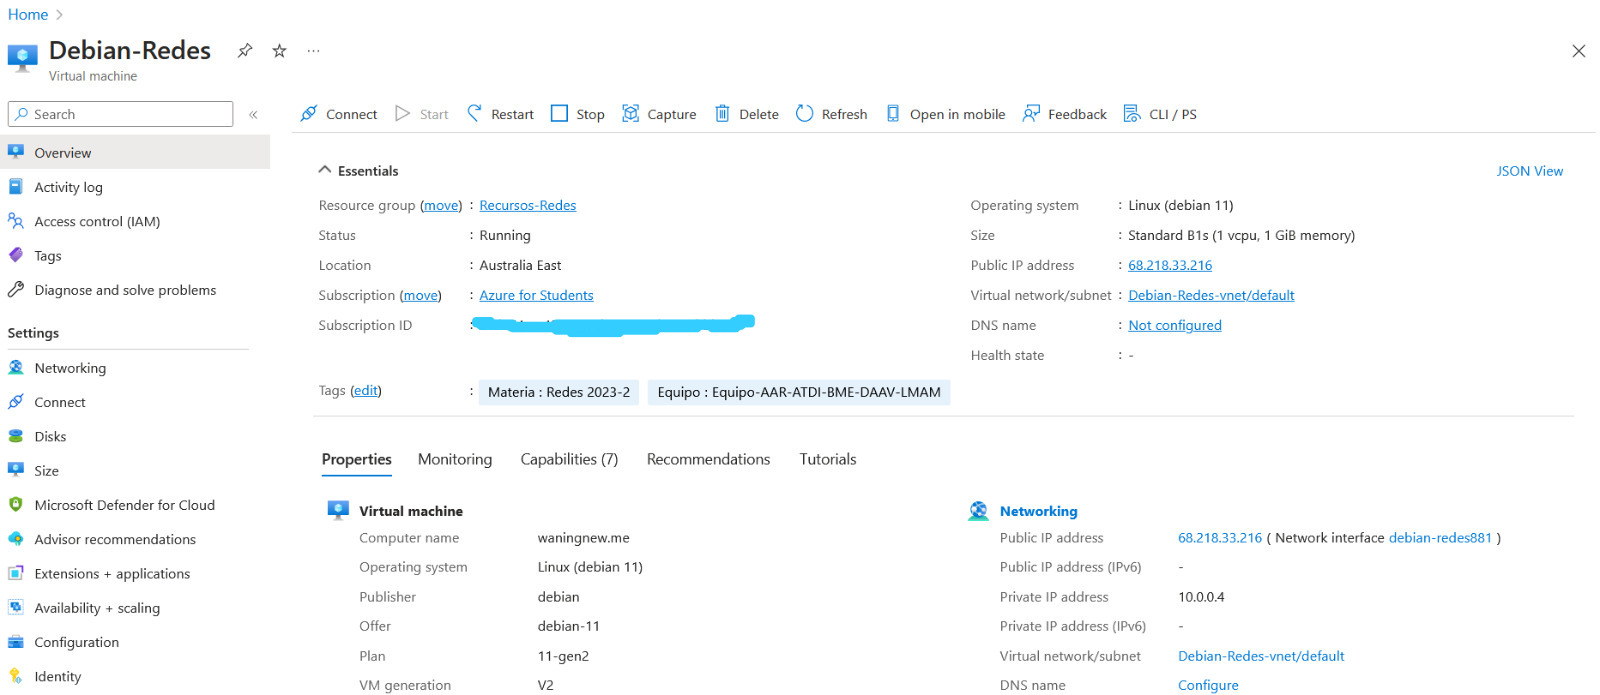 Home
Debian-Redes
Virtual machine
Search
Connect Start Restart Stop Capture Delete Refresh Open in mobile Feedback CLI / PS
Overview
Activity log
Access control (IAM)
Tags
Diagnose and solve problems
Settings
Networking
Connect
Disks
Size
Microsoft Defender for Cloud
Advisor recommendations
Extensions + applications
Availability + scaling
Configuration
Identity
Essentials
JSON View
Resource group (move) : Recursos-Redes
Status : Running
Location : Australia East
Subscription (move) : Azure for Students
Subscription ID :
Operating system : Linux (debian 11)
Size : Standard B1s (1 vcpu, 1 GiB memory)
Public IP address : 68.218.33.216
Virtual network/subnet : Debian-Redes-vnet/default
DNS name : Not configured
Health state : -
Tags (edit) : Materia : Redes 2023-2 Equipo : Equipo-AAR-ATDI-BME-DAAV-LMAM
Properties Monitoring Capabilities (7) Recommendations Tutorials
Virtual machine
Computer name waningnew.me
Operating system Linux (debian 11)
Publisher debian
Offer debian-11
Plan 11-gen2
VM generation V2
Networking
Public IP address 68.218.33.216 ( Network interface debian-redes881 )
Public IP address (IPv6) -
Private IP address 10.0.0.4
Private IP address (IPv6) -
Virtual network/subnet Debian-Redes-vnet/default
DNS name Configure